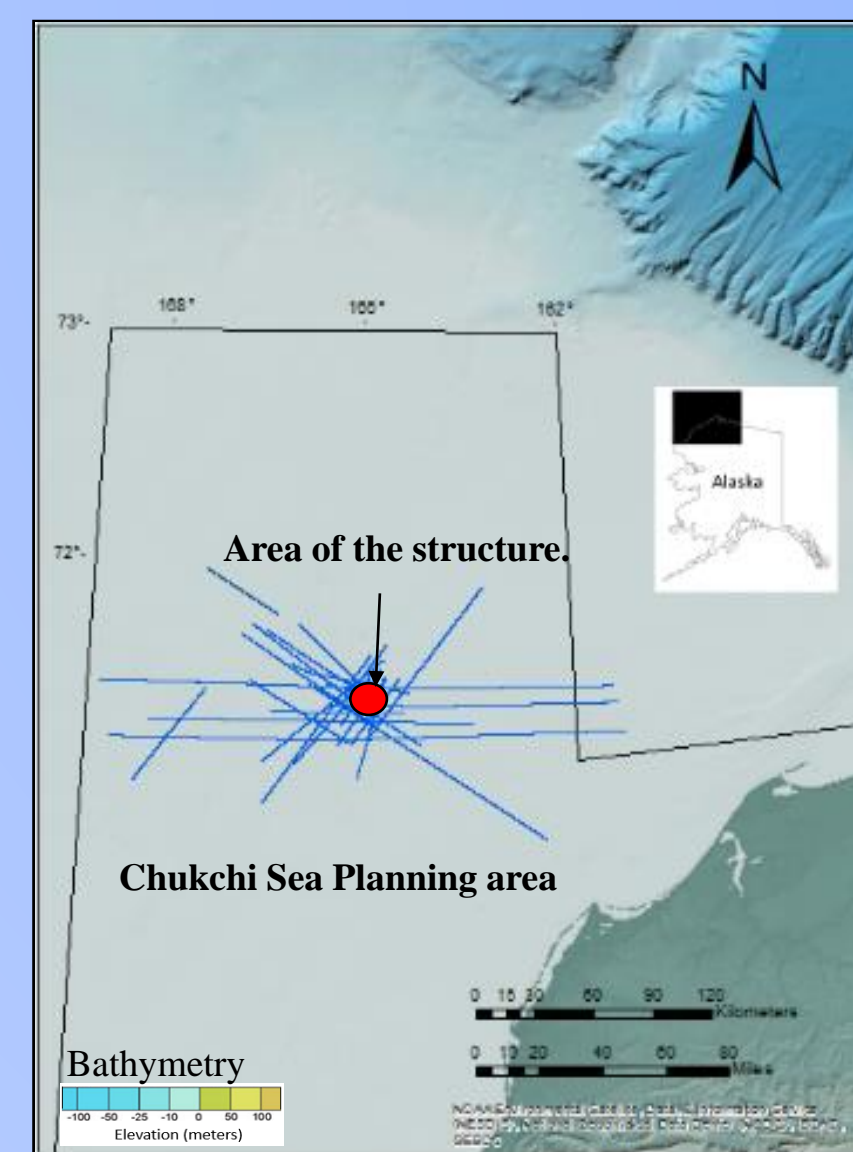 N
168° 166° 162°
73°-
Alaska
72°-
Area of the structure.
Chukchi Sea Planning area
0 15 30 60 90 120
Kilometers
0 10 20 40 60 80
Miles
Bathymetry
-100 -50 -25 -10 0 50 100
Elevation (meters)